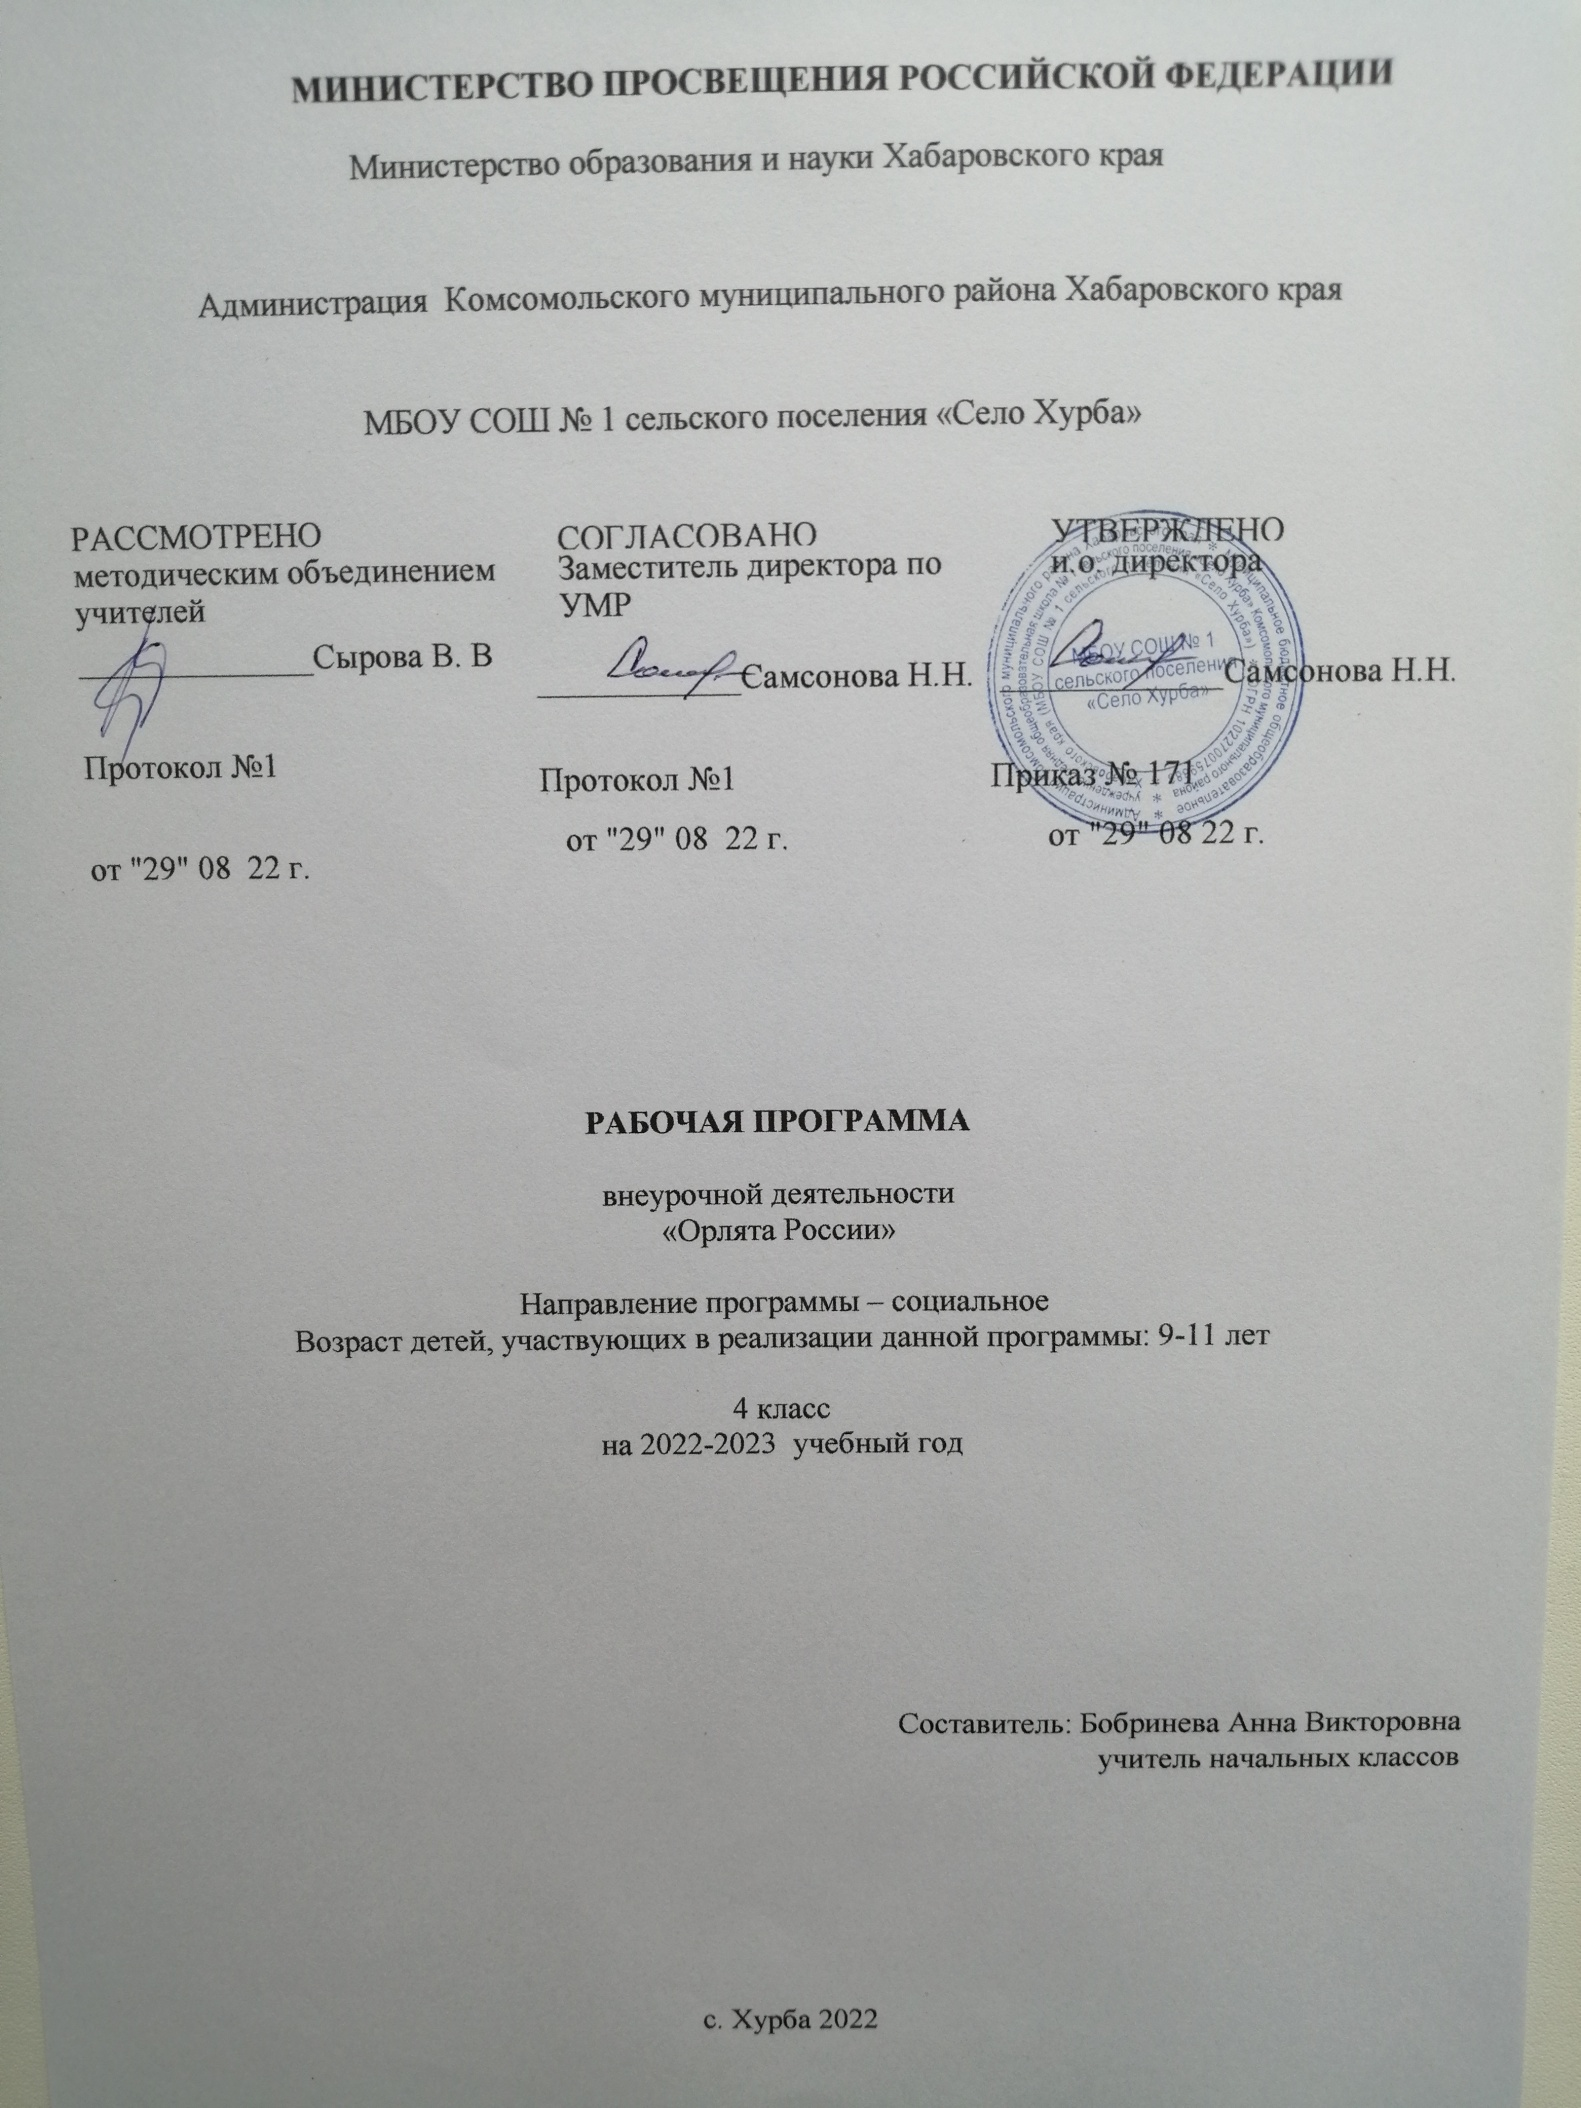 МИНИСТЕРСТВО ПРОСВЕЩЕНИЯ РОССИЙСКОЙ ФЕДЕРАЦИИ
Министерство образования и науки Хабаровского края
Администрация Комсомольского муниципального района Хабаровского края
МБОУ СОШ № 1 сельского поселения «Село Хурба»
РАССМОТРЕНО
методическим объединением
учителей
Сырова В. В
Протокол №1
от "29" 08 22 г.
СОГЛАСОВАНО
Заместитель директора по
УМР
Самсонова Н.Н.
Протокол №1
от "29" 08 22 г.
УТВЕРЖДЕНО
и.о. директора
Самсонова Н.Н.
Приказ № 171
от "29" 08 22 г.
МБОУ СОШ № 1
сельского поселения
«Село Хурба»
РАБОЧАЯ ПРОГРАММА
внеурочной деятельности
«Орлята России»
Направление программы – социальное
Возраст детей, участвующих в реализации данной программы: 9-11 лет
4 класс
на 2022-2023 учебный год
Составитель: Бобринева Анна Викторовна
учитель начальных классов
с. Хурба 2022